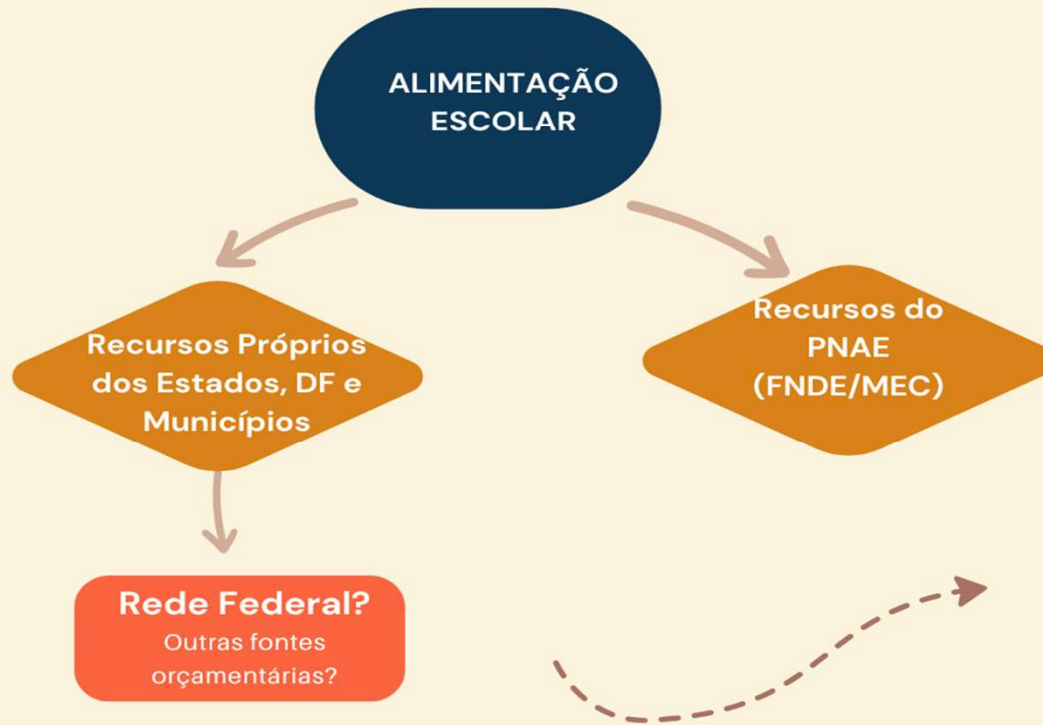 ALIMENTAÇÃO
ESCOLAR
Recursos Próprios
dos Estados, DF e
Municípios
Recursos do
PNAE
(FNDE/MEC)
Rede Federal?
Outras fontes
orçamentárias?